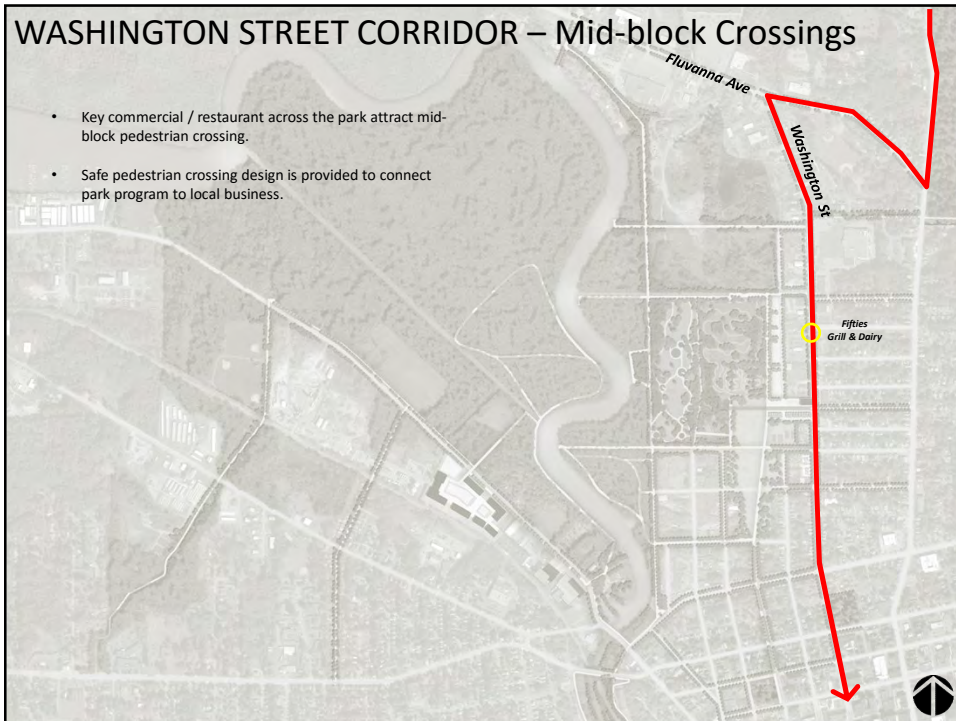 WASHINGTON STREET CORRIDOR – Mid-block Crossings
Fluvanna Ave
• Key commercial / restaurant across the park attract mid-
block pedestrian crossing.
• Safe pedestrian crossing design is provided to connect
park program to local business.
Washington St
Fifties
Grill & Dairy